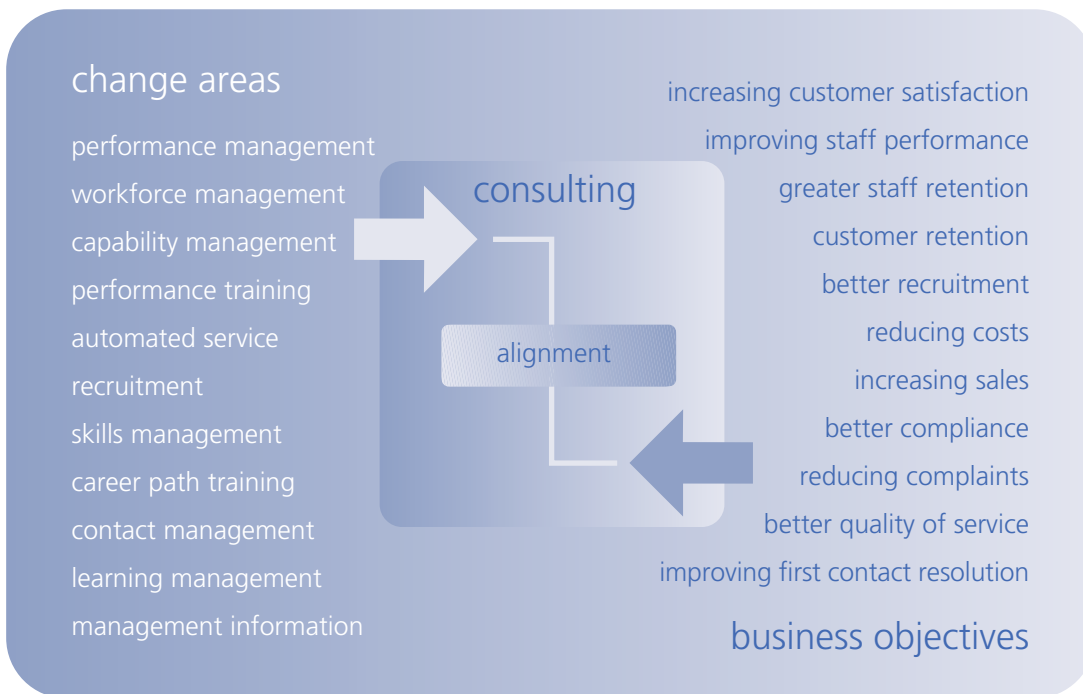 change areas
performance management
workforce management
capability management
performance training
automated service
recruitment
skills management
career path training
contact management
learning management
management information
consulting
alignment
increasing customer satisfaction
improving staff performance
greater staff retention
customer retention
better recruitment
reducing costs
increasing sales
better compliance
reducing complaints
better quality of service
improving first contact resolution
business objectives